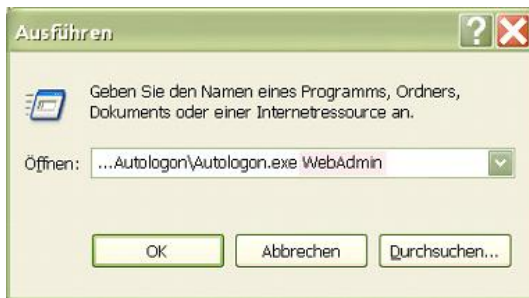 Ausführen
Geben Sie den Namen eines Programms, Ordners,
Dokuments oder einer Internetressource an.
Öffnen: ...Autologon\Autologon.exe WebAdmin
OK Abbrechen Durchsuchen...